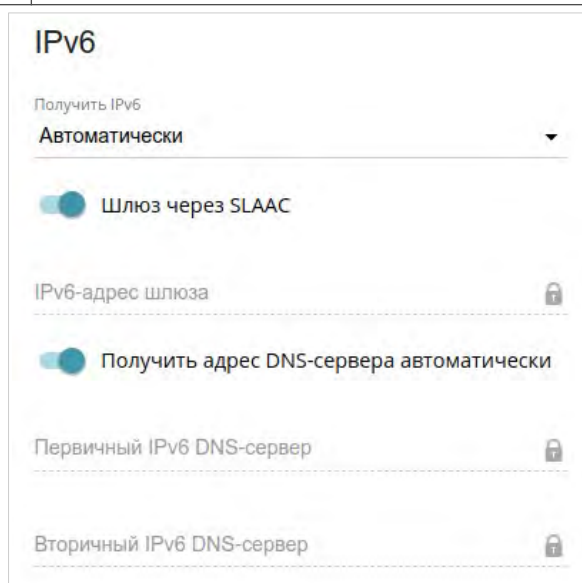 IPv6
Получить IPv6
Автоматически
Шлюз через SLAAC
IPv6-адрес шлюза
Получить адрес DNS-сервера автоматически
Первичный IPv6 DNS-сервер
Вторичный IPv6 DNS-сервер